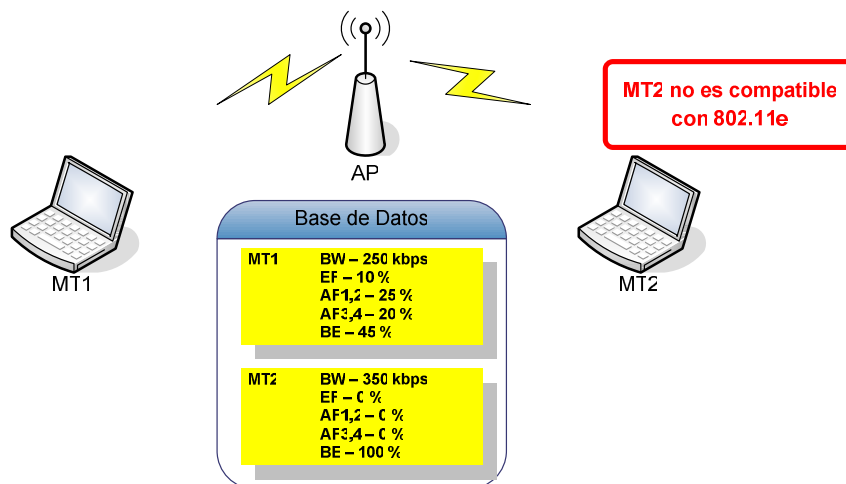 MT2 no es compatible
con 802.11e
AP
MT1
MT2
Base de Datos
MT1 BW – 250 kbps
EF – 10 %
AF1,2 – 25 %
AF3,4 – 20 %
BE – 45 %
MT2 BW – 350 kbps
EF – 0 %
AF1,2 – 0 %
AF3,4 – 0 %
BE – 100 %